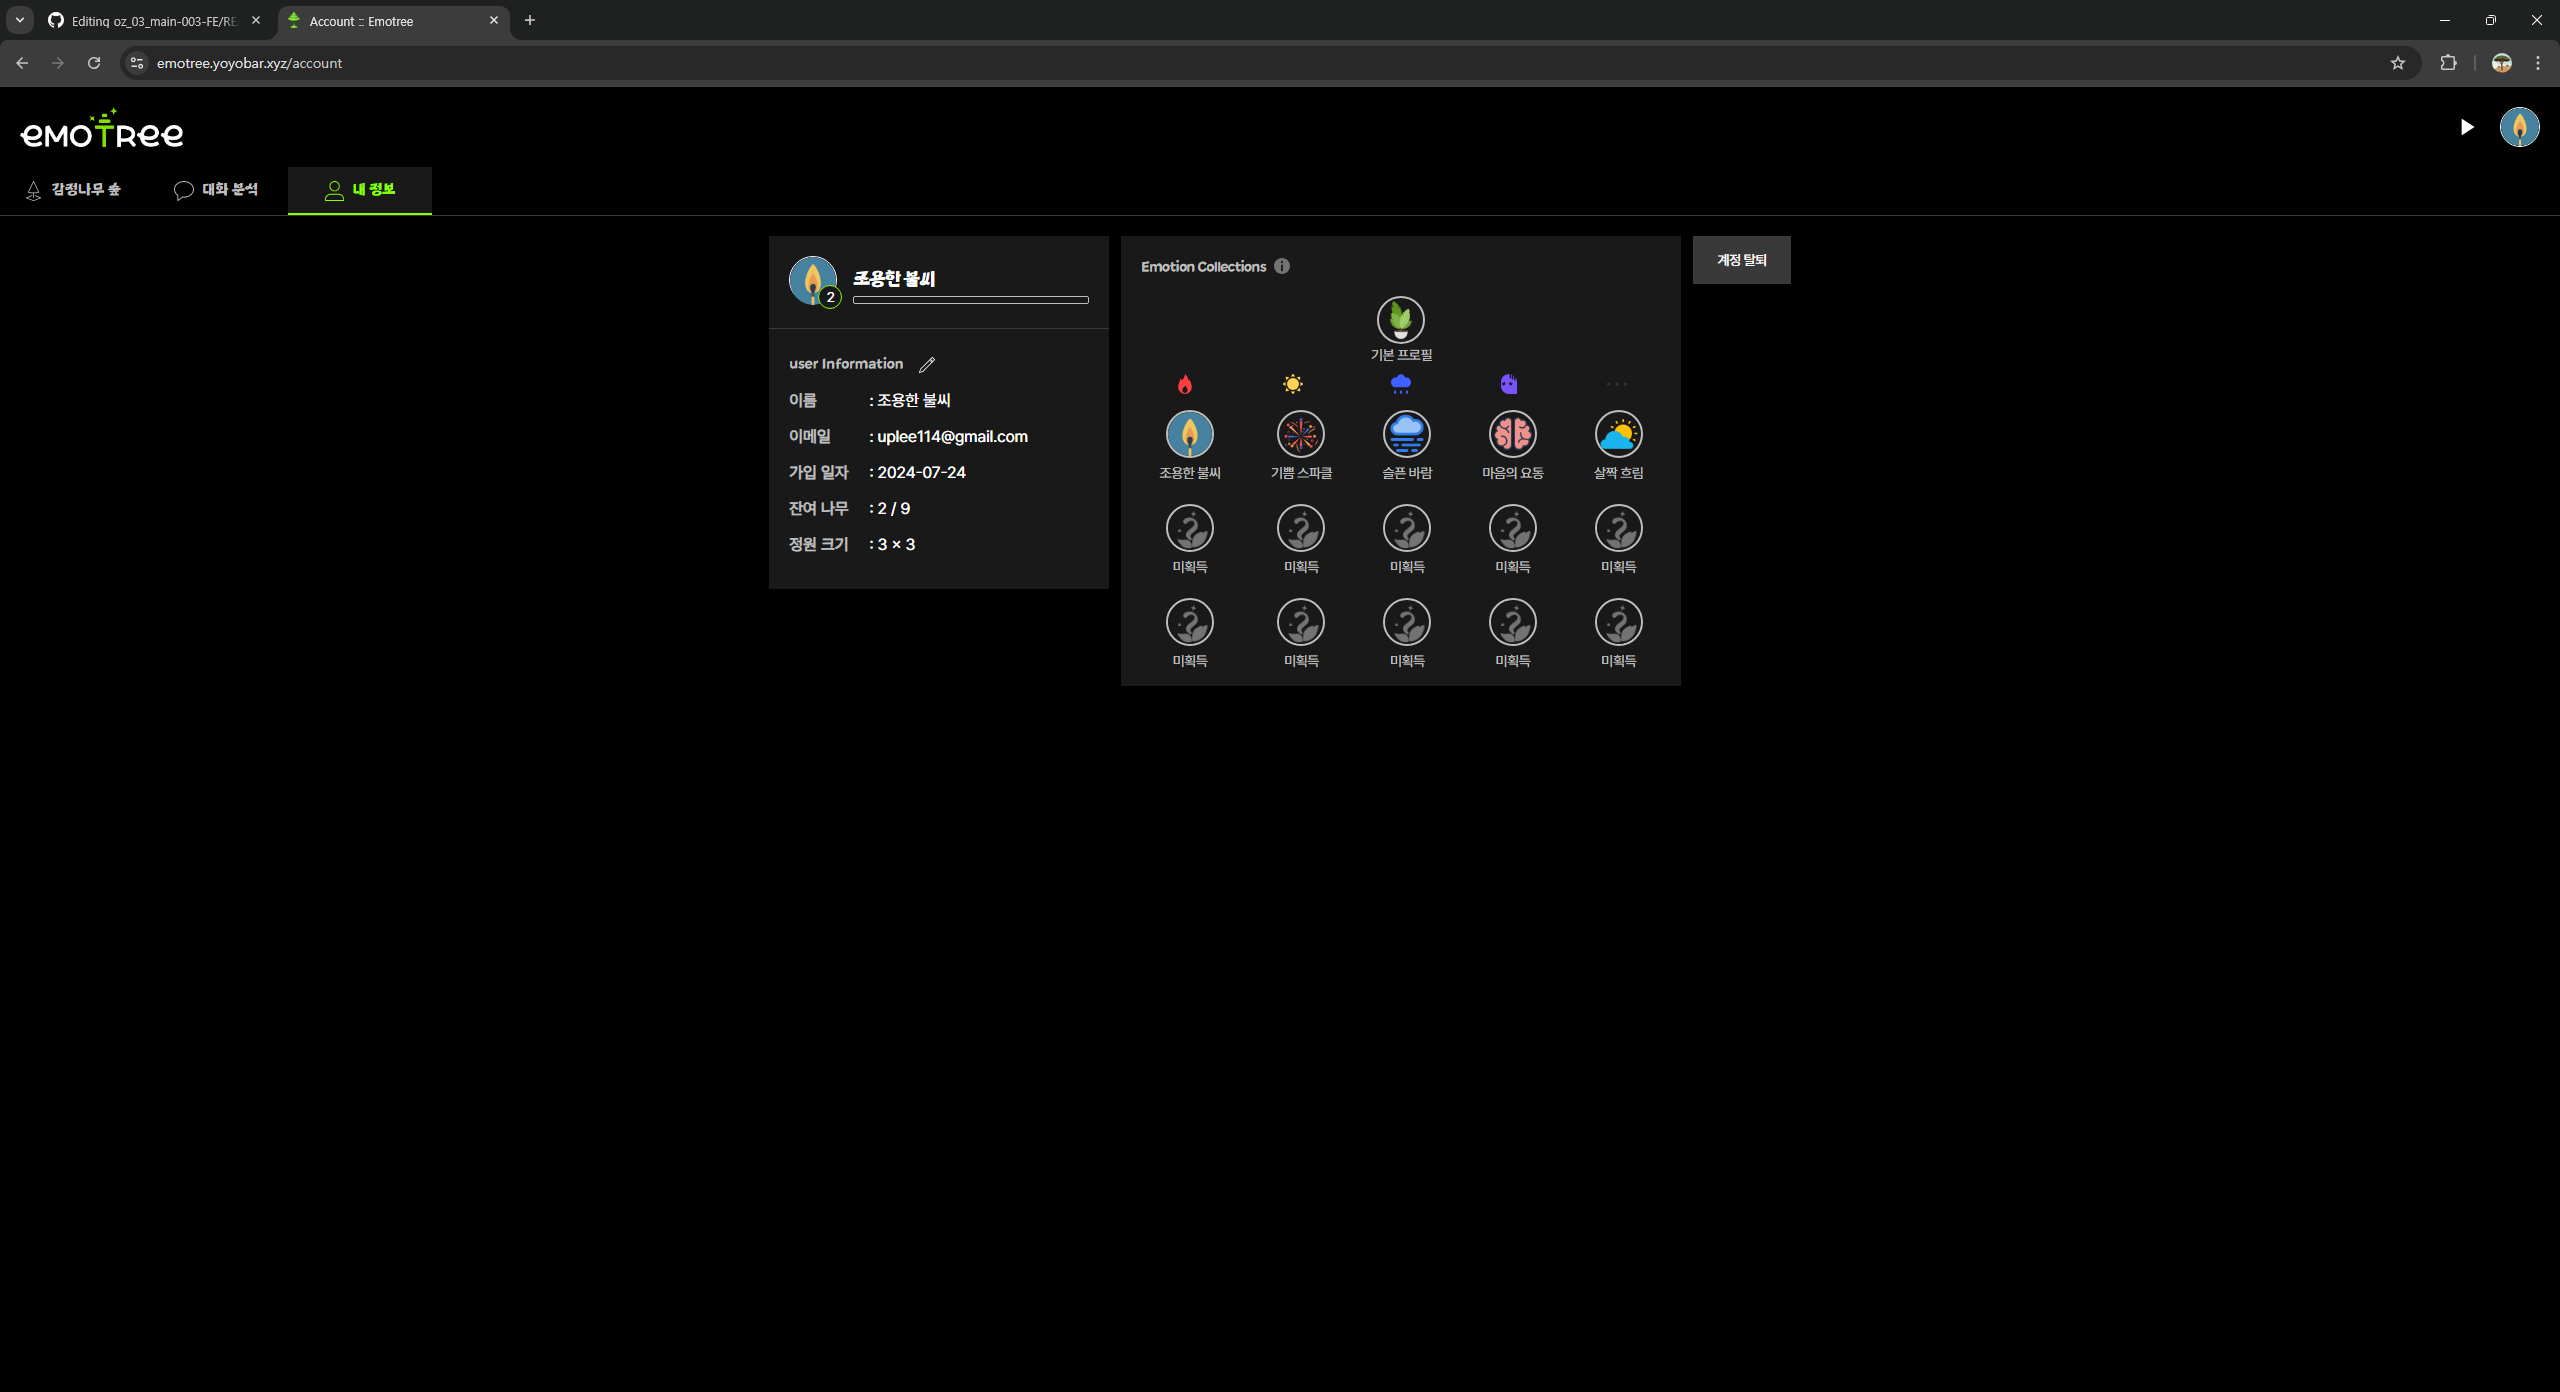 Editing oz_03_main-003-FE/RE
Account :: Emotree
emotree.yoyobar.xyz/account
emoTree
감정나무 숲
대화 분석
내 정보
2
조용한 불씨
user Information
이름 : 조용한 불씨
이메일 : uplee114@gmail.com
가입 일자 : 2024-07-24
잔여 나무 : 2 / 9
정원 크기 : 3 × 3
Emotion Collections
기본 프로필
조용한 불씨 기쁨 스파클 슬픈 바람 마음의 요동 살짝 흐림
미획득 미획득 미획득 미획득 미획득
미획득 미획득 미획득 미획득 미획득
계정 탈퇴